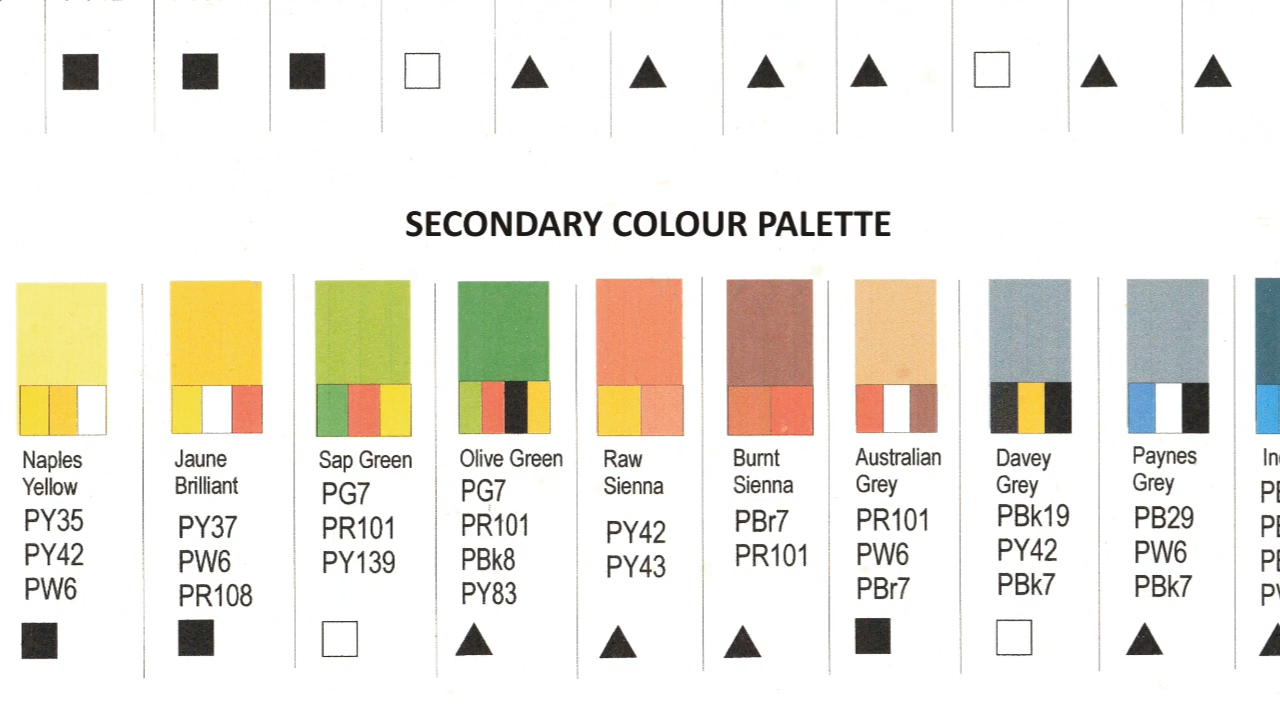 SECONDARY COLOUR PALETTE
Naples
Yellow
PY35
PY42
PW6
Jaune
Brilliant
PY37
PW6
PR108
Sap Green
PG7
PR101
PY139
Olive Green
PG7
PR101
PBk8
PY83
Raw
Sienna
PY42
PY43
Burnt
Sienna
PBr7
PR101
Australian
Grey
PR101
PW6
PBr7
Davey
Grey
PBk19
PY42
PBk7
Paynes
Grey
PB29
PW6
PBk7